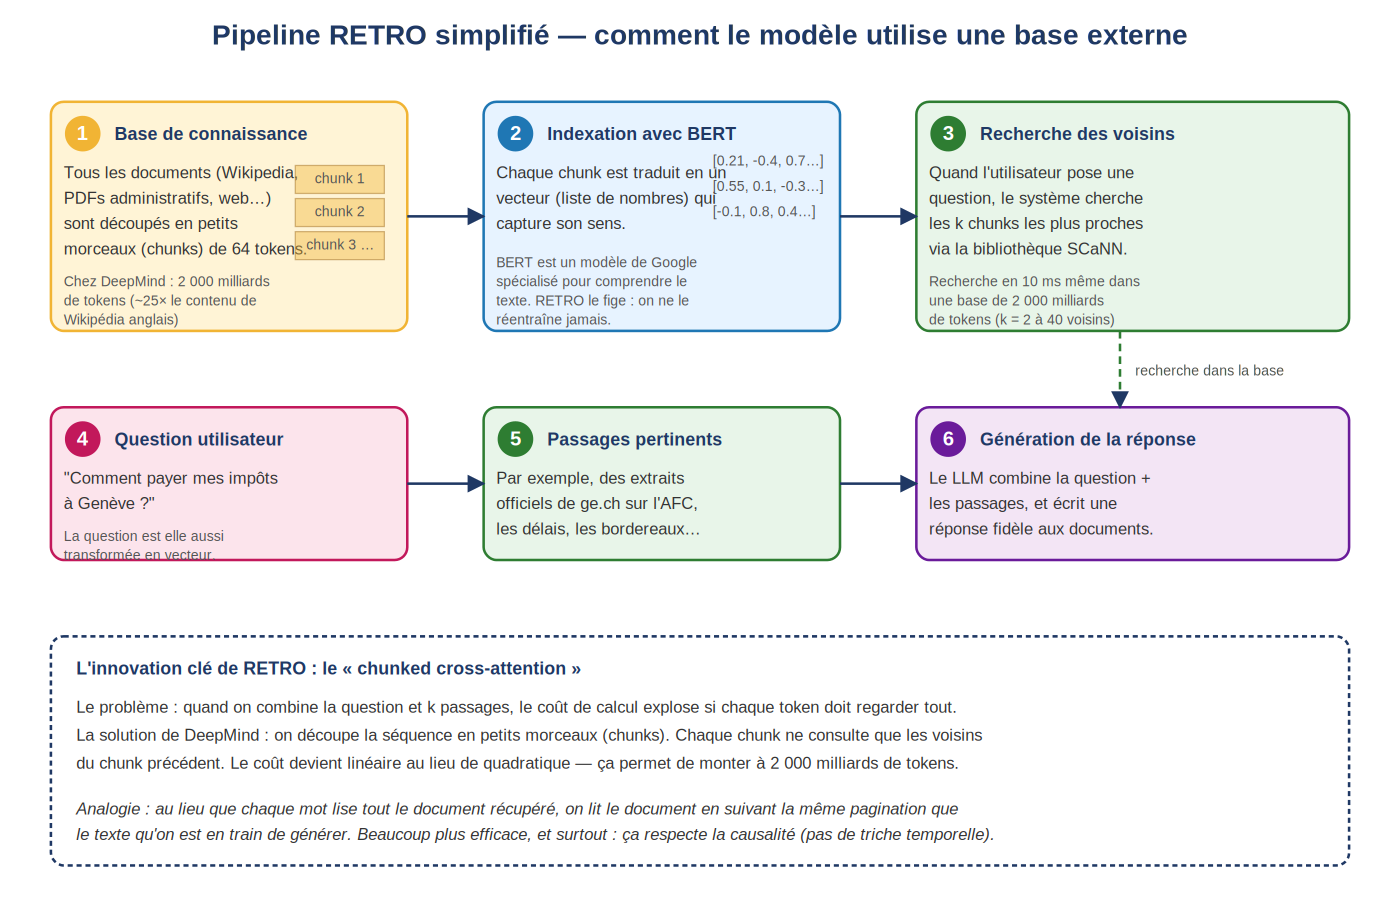 Pipeline RETRO simplifié — comment le modèle utilise une base externe
1
Base de connaissance
Tous les documents (Wikipedia,
PDFs administratifs, web…)
sont découpés en petits
morceaux (chunks) de 64 tokens.
chunk 1
chunk 2
chunk 3 …
Chez DeepMind : 2 000 milliards
de tokens (~25× le contenu de
Wikipédia anglais)
2
Indexation avec BERT
Chaque chunk est traduit en un
vecteur (liste de nombres) qui
capture son sens.
[0.21, -0.4, 0.7…]
[0.55, 0.1, -0.3…]
[-0.1, 0.8, 0.4…]
BERT est un modèle de Google
spécialisé pour comprendre le
texte. RETRO le fige : on ne le
réentraîne jamais.
3
Recherche des voisins
Quand l'utilisateur pose une
question, le système cherche
les k chunks les plus proches
via la bibliothèque SCaNN.
Recherche en 10 ms même dans
une base de 2 000 milliards
de tokens (k = 2 à 40 voisins)
recherche dans la base
4
Question utilisateur
"Comment payer mes impôts
à Genève ?"
La question est elle aussi
transformée en vecteur.
5
Passages pertinents
Par exemple, des extraits
officiels de ge.ch sur l'AFC,
les délais, les bordereaux…
6
Génération de la réponse
Le LLM combine la question +
les passages, et écrit une
réponse fidèle aux documents.
L'innovation clé de RETRO : le « chunked cross-attention »
Le problème : quand on combine la question et k passages, le coût de calcul explose si chaque token doit regarder tout.
La solution de DeepMind : on découpe la séquence en petits morceaux (chunks). Chaque chunk ne consulte que les voisins
du chunk précédent. Le coût devient linéaire au lieu de quadratique — ça permet de monter à 2 000 milliards de tokens.
Analogie : au lieu que chaque mot lise tout le document récupéré, on lit le document en suivant la même pagination que
le texte qu'on est en train de générer. Beaucoup plus efficace, et surtout : ça respecte la causalité (pas de triche temporelle).